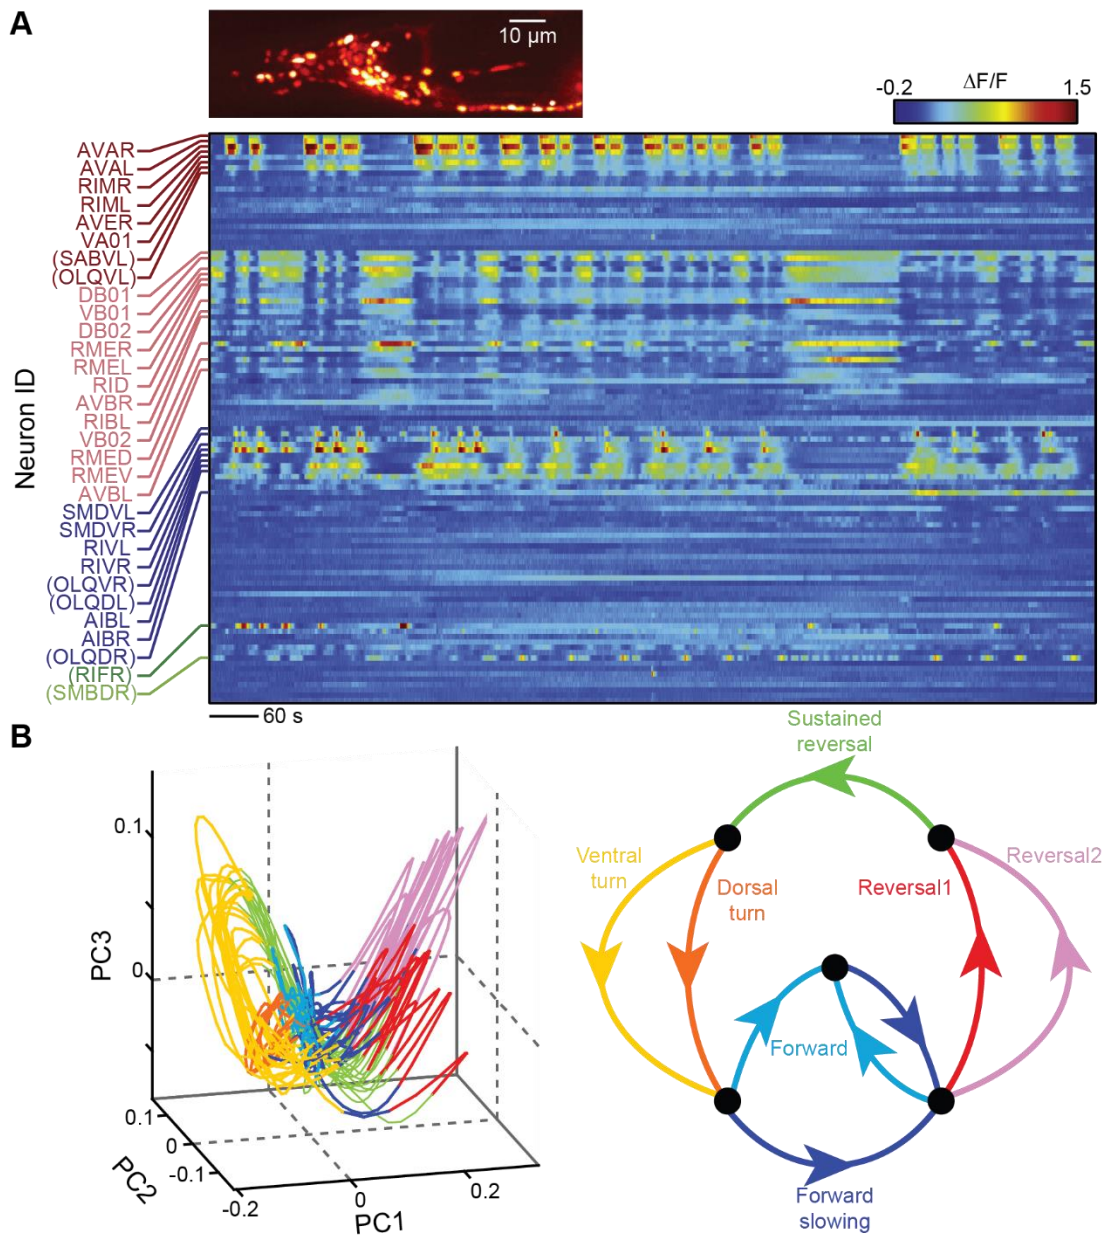 A
10 µm
-0.2
ΔF/F
1.5
Neuron ID
AVAR
AVAL
RIMR
RIML
AVER
VA01
(SABVL)
(OLQVL)
DB01
VB01
DB02
RMER
RMEL
RID
AVBR
RIBL
VB02
RMED
RMEV
AVBL
SMDVL
SMDVR
RIVL
RIVR
(OLQVR)
(OLQDL)
AIBL
AIBR
(OLQDR)
(RIFR)
(SMBDR)
60 s
B
PC3
0.1
0
0.1
0
-0.1
PC2
-0.2
0
0.2
PC1
Sustained
reversal
Ventral
turn
Dorsal
turn
Reversal1
Reversal2
Forward
Forward
slowing